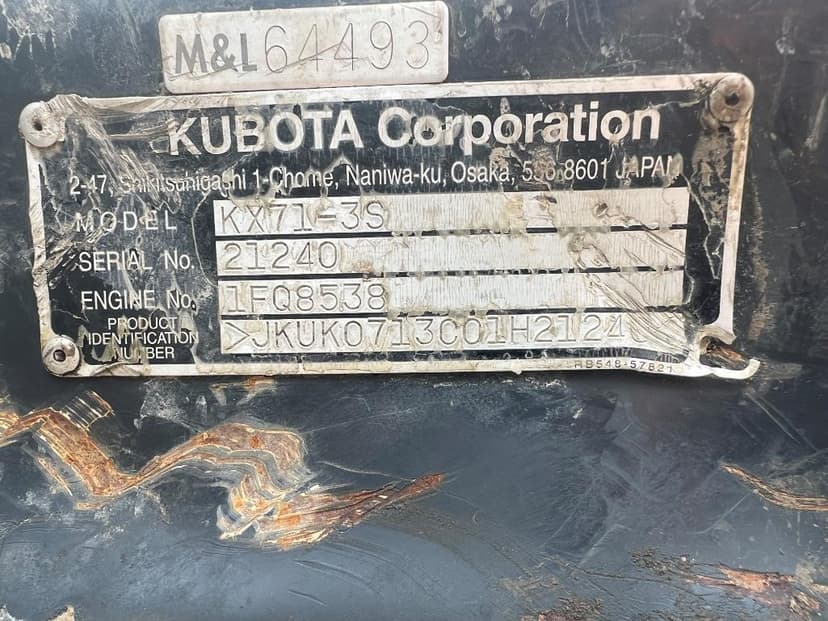 M&L 64493
KUBOTA Corporation
2-47, Shikitsuhigashi 1-Chome, Naniwa-ku, Osaka, 556-8601 JAPAN
MODEL KX71-3S
SERIAL No. 21240
ENGINE No. 1FQ8538
PRODUCT
IDENTIFICATION
NUMBER
>JKUK0713C01H2124
RB548-57821